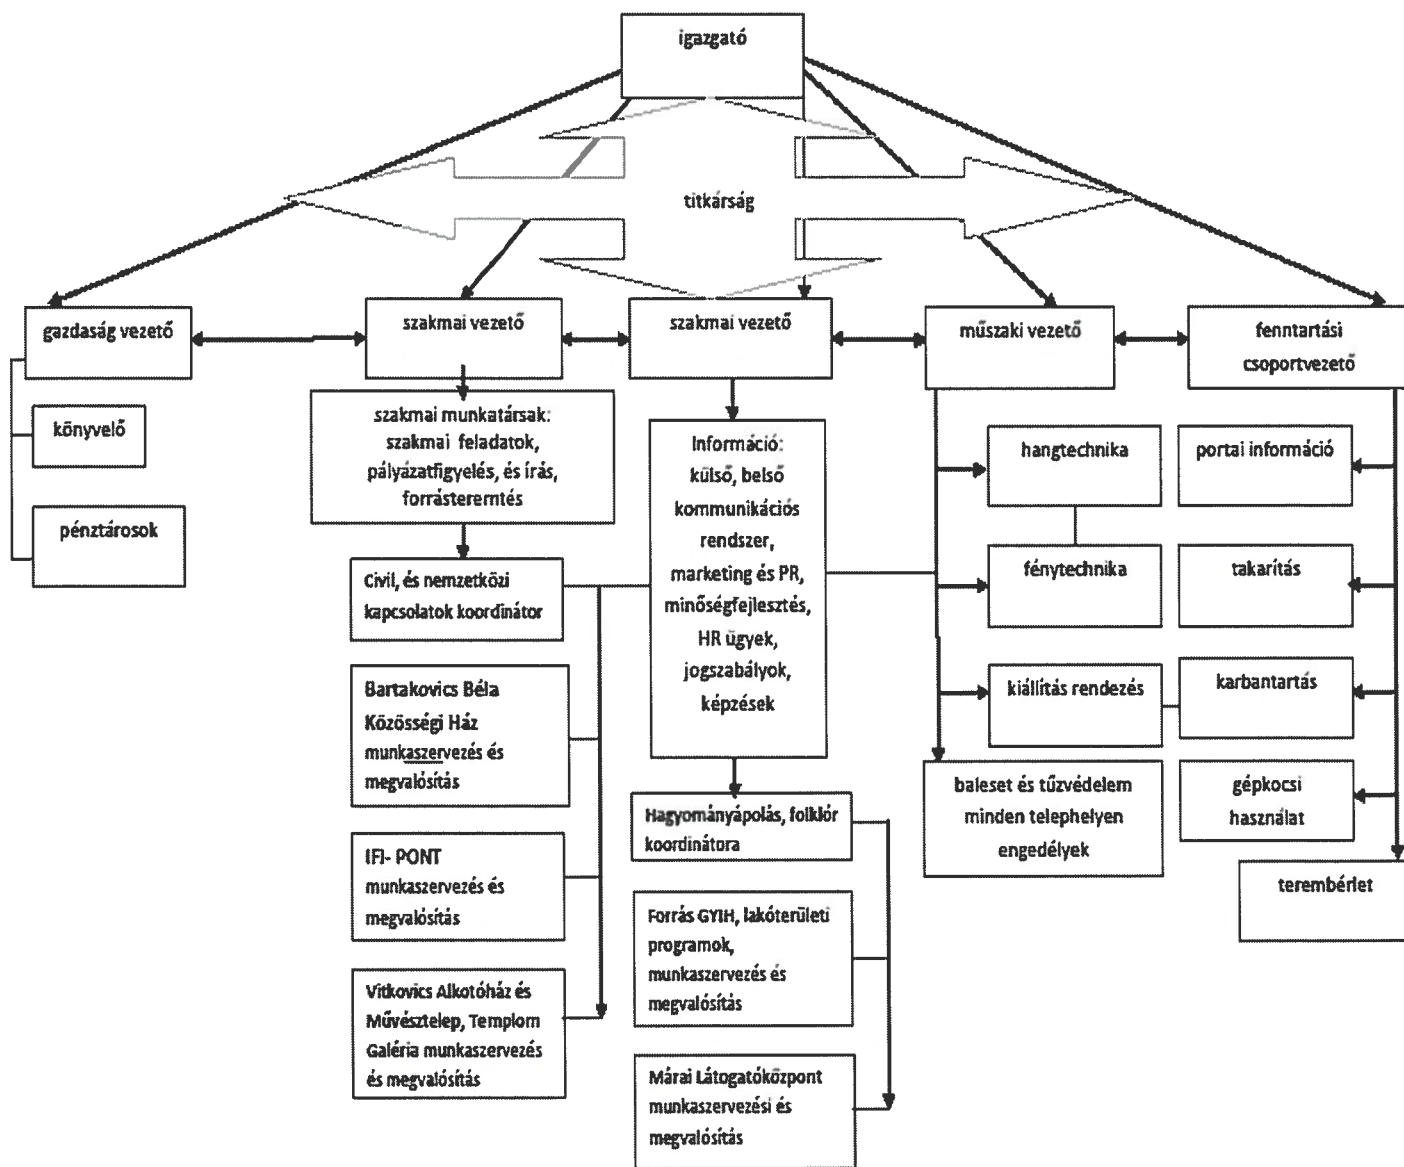 igazgató
titkárság
gazdaság vezető
könyvelő
pénztárosok
szakmai vezető
szakmai munkatársak:
szakmai feladatok,
pályázatfigyelés, és írás,
forrásteremtés
Civil, és nemzetközi
kapcsolatok koordinátor
Bartakovics Béla
Közösségi Ház
munkaszervezés és
megvalósítás
IFI- PONT
munkaszervezés és
megvalósítás
Vitkovics Alkotóház és
Művésztelep, Templom
Galéria munkaszervezés
és megvalósítás
szakmai vezető
Információ:
külső, belső
kommunikációs
rendszer,
marketing és PR,
minőségfejlesztés,
HR ügyek,
jogszabályok,
képzések
Hagyományápolás, folklór
koordinátora
Forrás GYIH, lakóterületi
programok,
munkaszervezés és
megvalósítás
Márai Látogatóközpont
munkaszervezési és
megvalósítás
műszaki vezető
hangtechnika
fénytechnika
kiállítás rendezés
baleset és tűzvédelem
minden telephelyen
engedélyek
fenntartási
csoportvezető
portai információ
takarítás
karbantartás
gépkocsi
használat
terembérlet